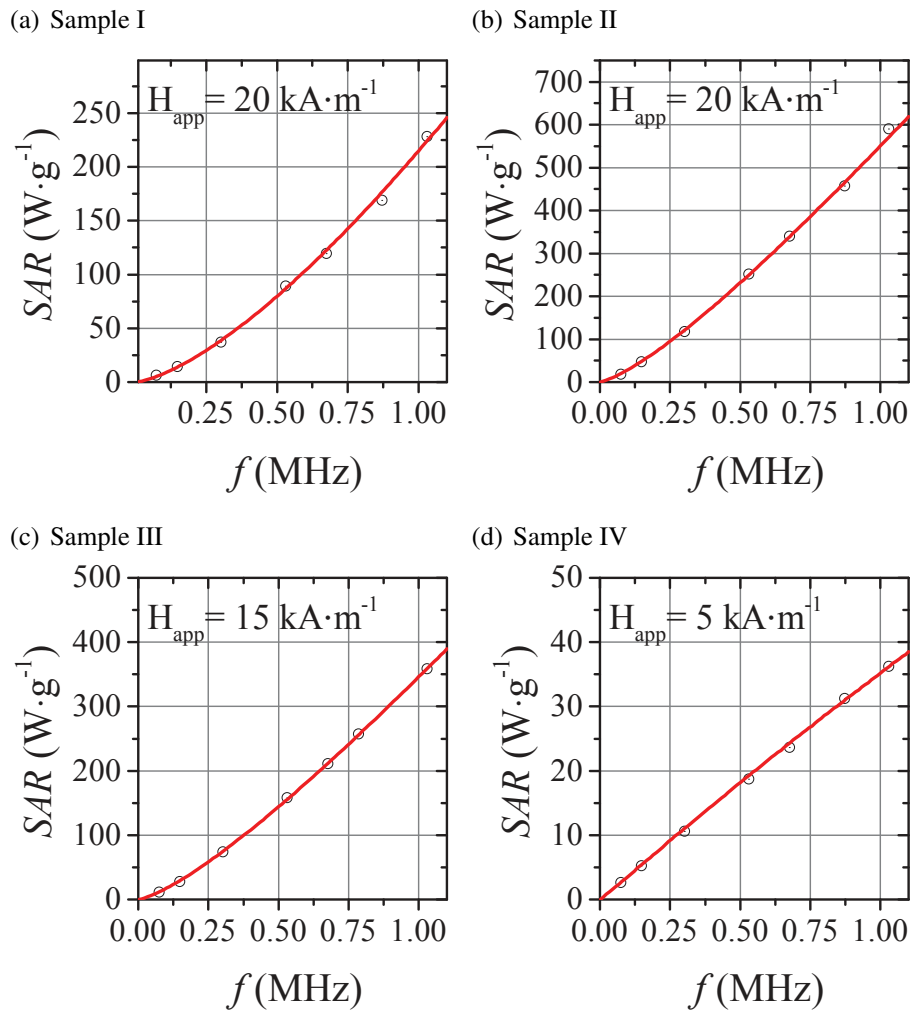 (a) Sample I
H_app = 20 kA·m⁻¹
SAR (W·g⁻¹)
250
200
150
100
50
0
0.25 0.50 0.75 1.00
f (MHz)
(b) Sample II
H_app = 20 kA·m⁻¹
SAR (W·g⁻¹)
700
600
500
400
300
200
100
0
0.00 0.25 0.50 0.75 1.00
f (MHz)
(c) Sample III
H_app = 15 kA·m⁻¹
SAR (W·g⁻¹)
500
400
300
200
100
0
0.00 0.25 0.50 0.75 1.00
f (MHz)
(d) Sample IV
H_app = 5 kA·m⁻¹
SAR (W·g⁻¹)
50
40
30
20
10
0
0.00 0.25 0.50 0.75 1.00
f (MHz)